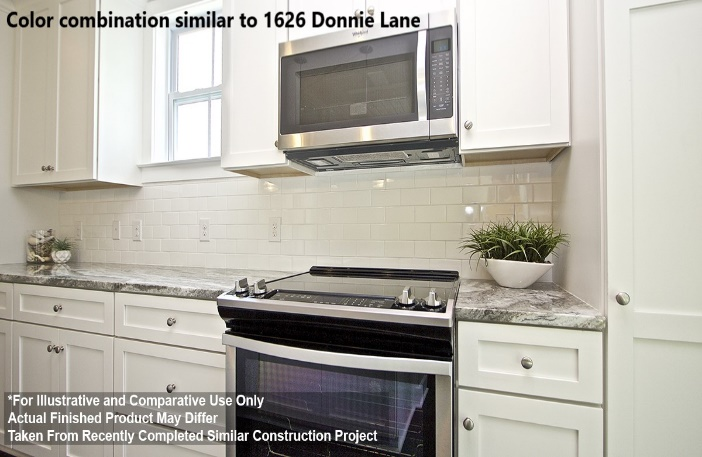 Color combination similar to 1626 Donnie Lane
Whirlpool
*For Illustrative and Comparative Use Only
Actual Finished Product May Differ
Taken From Recently Completed Similar Construction Project